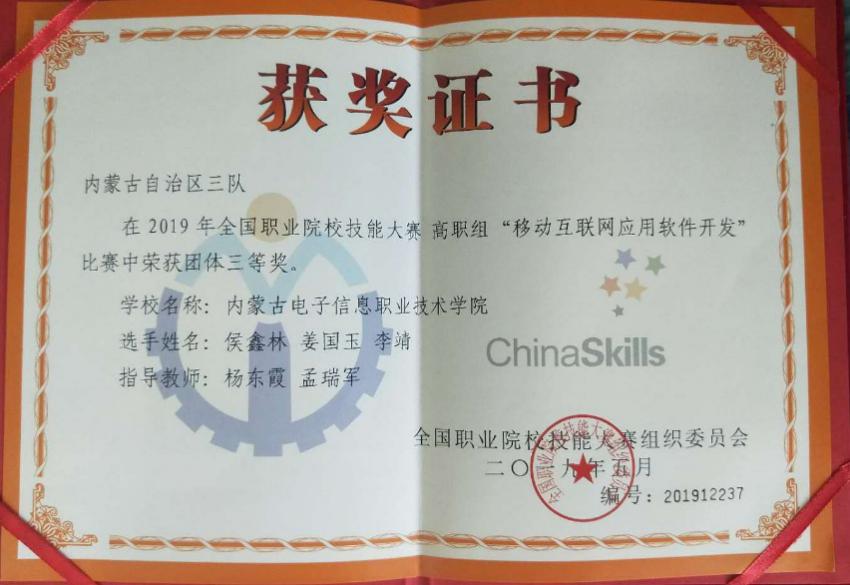 获奖证书
内蒙古自治区三队
在2019年全国职业院校技能大赛 高职组“移动互联网应用软件开发”
比赛中荣获团体三等奖。
学校名称：内蒙古电子信息职业技术学院
选手姓名：侯鑫林 姜国玉 李靖
指导教师：杨东霞 孟瑞军
ChinaSkills
全国职业院校技能大赛组织委员会
二〇一九年五月
编号：201912237